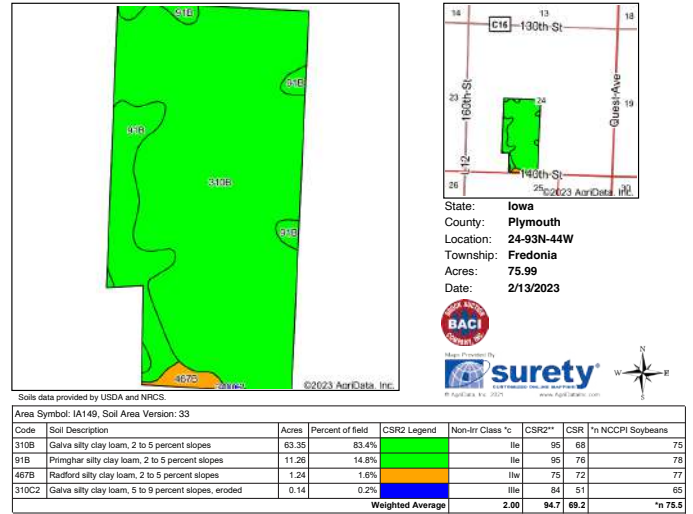 91B
91B
91B
310B
91B
467B
©2023 AgriData, Inc.
Soils data provided by USDA and NRCS.
14
13
18
C16
130th St
23
160th St
24
19
Quest Ave
L12
140th St
26
25
30
©2023 AgriData, Inc.
State: Iowa
County: Plymouth
Location: 24-93N-44W
Township: Fredonia
Acres: 75.99
Date: 2/13/2023
BACI
Maps Provided By
surety®
CUSTOMIZED ONLINE MAPPING
© AgriData, Inc. 2021 www.AgriDataInc.com
N
W
E
S
Area Symbol: IA149, Soil Area Version: 33
Code Soil Description Acres Percent of field CSR2 Legend Non-Irr Class *c CSR2** CSR *n NCCPI Soybeans
310B Galva silty clay loam, 2 to 5 percent slopes 63.35 83.4% IIe 95 68 75
91B Primghar silty clay loam, 2 to 5 percent slopes 11.26 14.8% IIe 95 76 78
467B Radford silty clay loam, 2 to 5 percent slopes 1.24 1.6% IIw 75 72 77
310C2 Galva silty clay loam, 5 to 9 percent slopes, eroded 0.14 0.2% IIIe 84 51 65
Weighted Average 2.00 94.7 69.2 *n 75.5